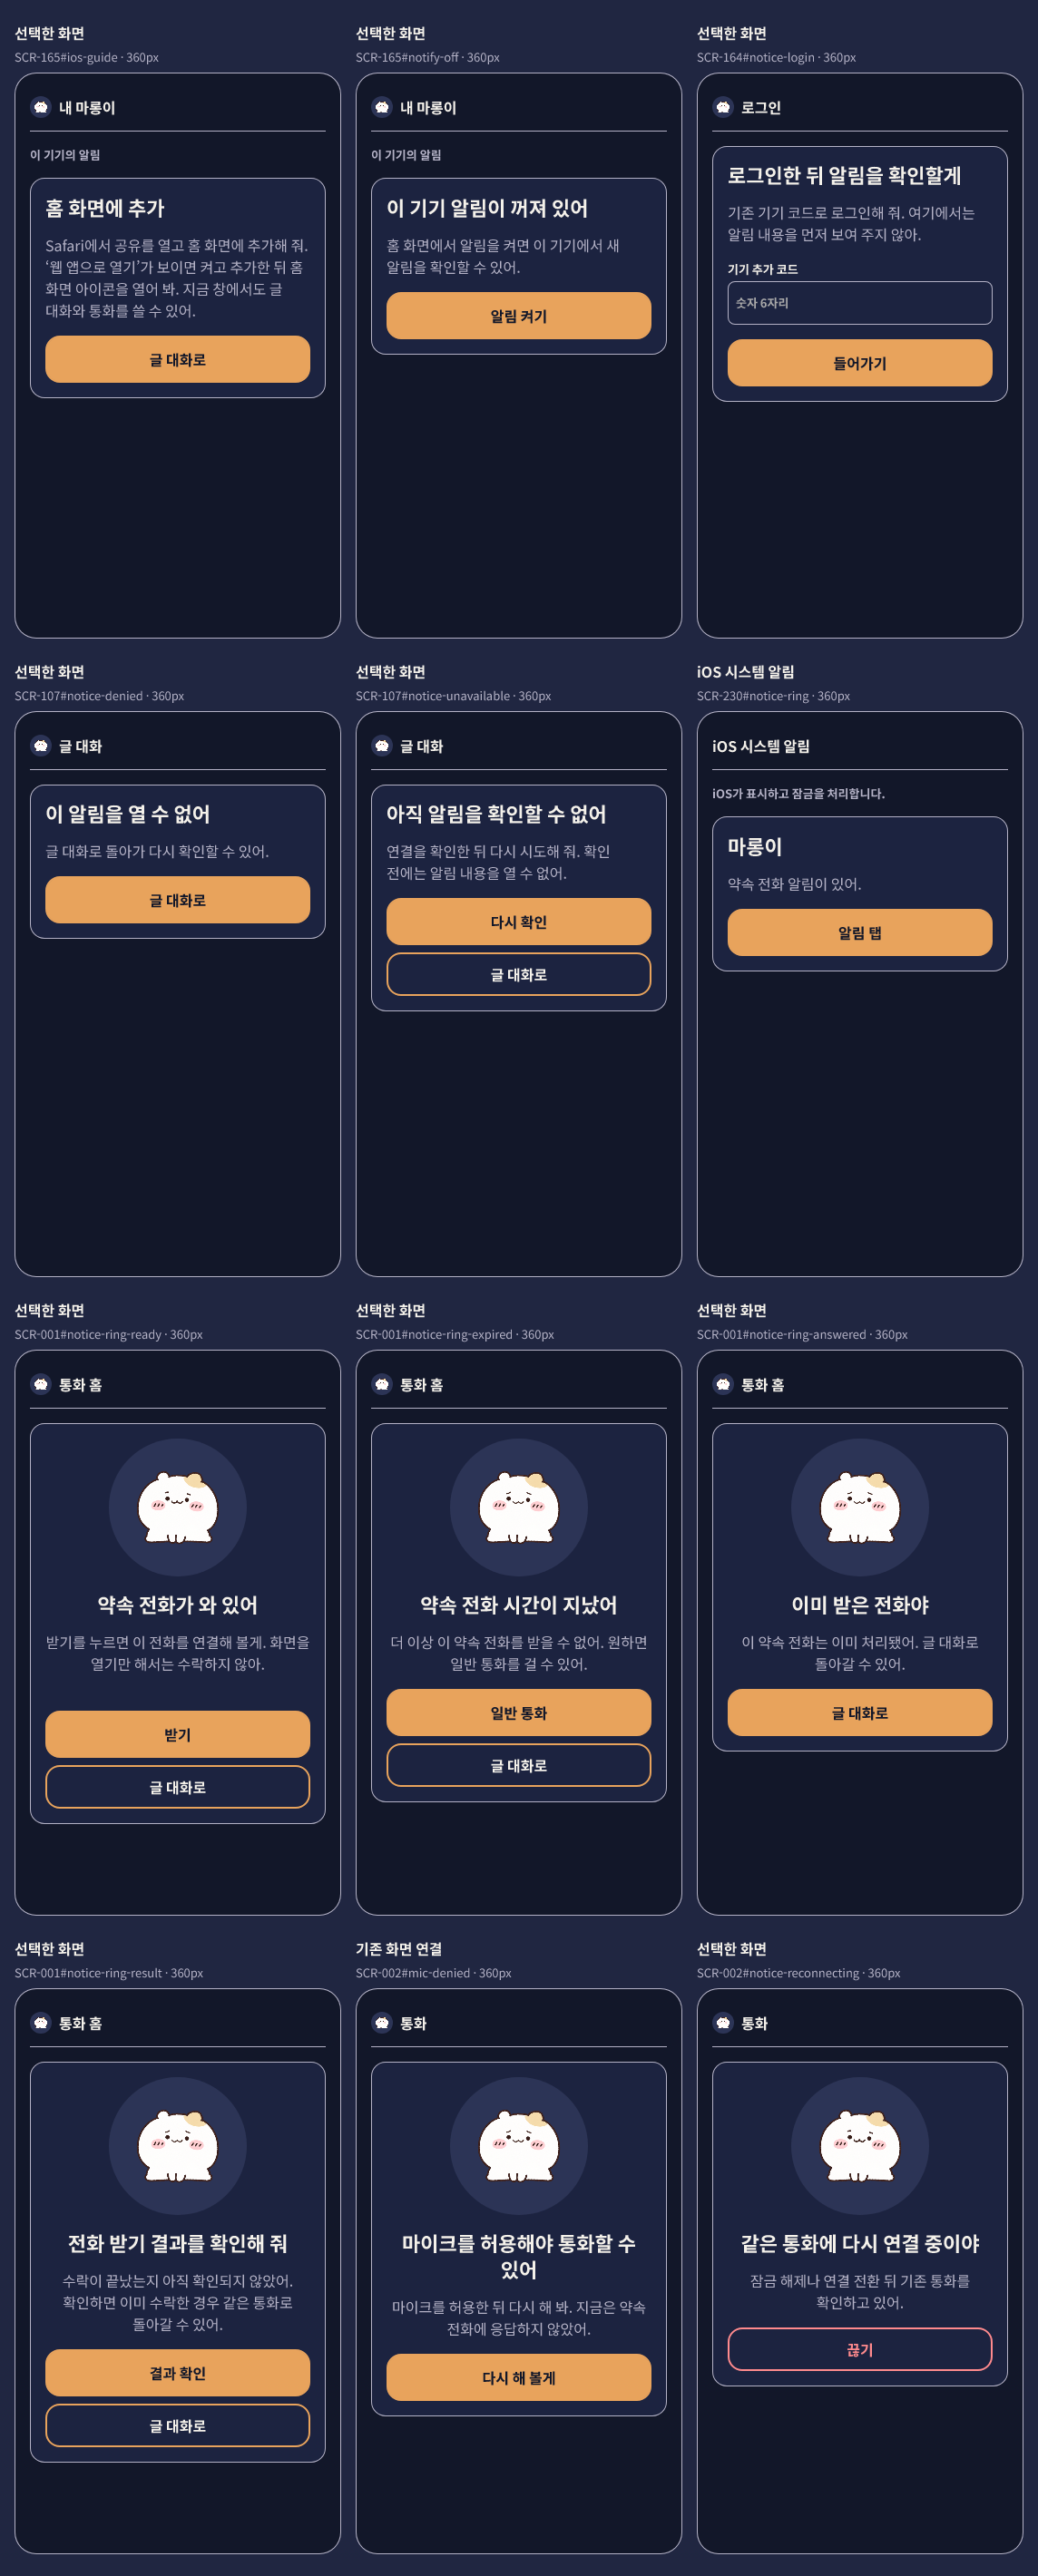 선택한 화면
SCR-165#ios-guide · 360px
내 마롱이
이 기기의 알림
홈 화면에 추가
Safari에서 공유를 열고 홈 화면에 추가해 줘.
‘웹 앱으로 열기’가 보이면 켜고 추가한 뒤 홈
화면 아이콘을 열어 봐. 지금 창에서도 글
대화와 통화를 쓸 수 있어.
글 대화로
선택한 화면
SCR-165#notify-off · 360px
내 마롱이
이 기기의 알림
이 기기 알림이 꺼져 있어
홈 화면에서 알림을 켜면 이 기기에서 새
알림을 확인할 수 있어.
알림 켜기
선택한 화면
SCR-164#notice-login · 360px
로그인
로그인한 뒤 알림을 확인할게
기존 기기 코드로 로그인해 줘. 여기에서는
알림 내용을 먼저 보여 주지 않아.
기기 추가 코드
숫자 6자리
들어가기
선택한 화면
SCR-107#notice-denied · 360px
글 대화
이 알림을 열 수 없어
글 대화로 돌아가 다시 확인할 수 있어.
글 대화로
선택한 화면
SCR-107#notice-unavailable · 360px
글 대화
아직 알림을 확인할 수 없어
연결을 확인한 뒤 다시 시도해 줘. 확인
전에는 알림 내용을 열 수 없어.
다시 확인
글 대화로
iOS 시스템 알림
SCR-230#notice-ring · 360px
iOS 시스템 알림
iOS가 표시하고 잠금을 처리합니다.
마롱이
약속 전화 알림이 있어.
알림 탭
선택한 화면
SCR-001#notice-ring-ready · 360px
통화 홈
약속 전화가 와 있어
받기를 누르면 이 전화를 연결해 볼게. 화면을
열기만 해서는 수락하지 않아.
받기
글 대화로
선택한 화면
SCR-001#notice-ring-expired · 360px
통화 홈
약속 전화 시간이 지났어
더 이상 이 약속 전화를 받을 수 없어. 원하면
일반 통화를 걸 수 있어.
일반 통화
글 대화로
선택한 화면
SCR-001#notice-ring-answered · 360px
통화 홈
이미 받은 전화야
이 약속 전화는 이미 처리됐어. 글 대화로
돌아갈 수 있어.
글 대화로
선택한 화면
SCR-001#notice-ring-result · 360px
통화 홈
전화 받기 결과를 확인해 줘
수락이 끝났는지 아직 확인되지 않았어.
확인하면 이미 수락한 경우 같은 통화로
돌아갈 수 있어.
결과 확인
글 대화로
기존 화면 연결
SCR-002#mic-denied · 360px
통화
마이크를 허용해야 통화할 수
있어
마이크를 허용한 뒤 다시 해 봐. 지금은 약속
전화에 응답하지 않았어.
다시 해 볼게
선택한 화면
SCR-002#notice-reconnecting · 360px
통화
같은 통화에 다시 연결 중이야
잠금 해제나 연결 전환 뒤 기존 통화를
확인하고 있어.
끊기